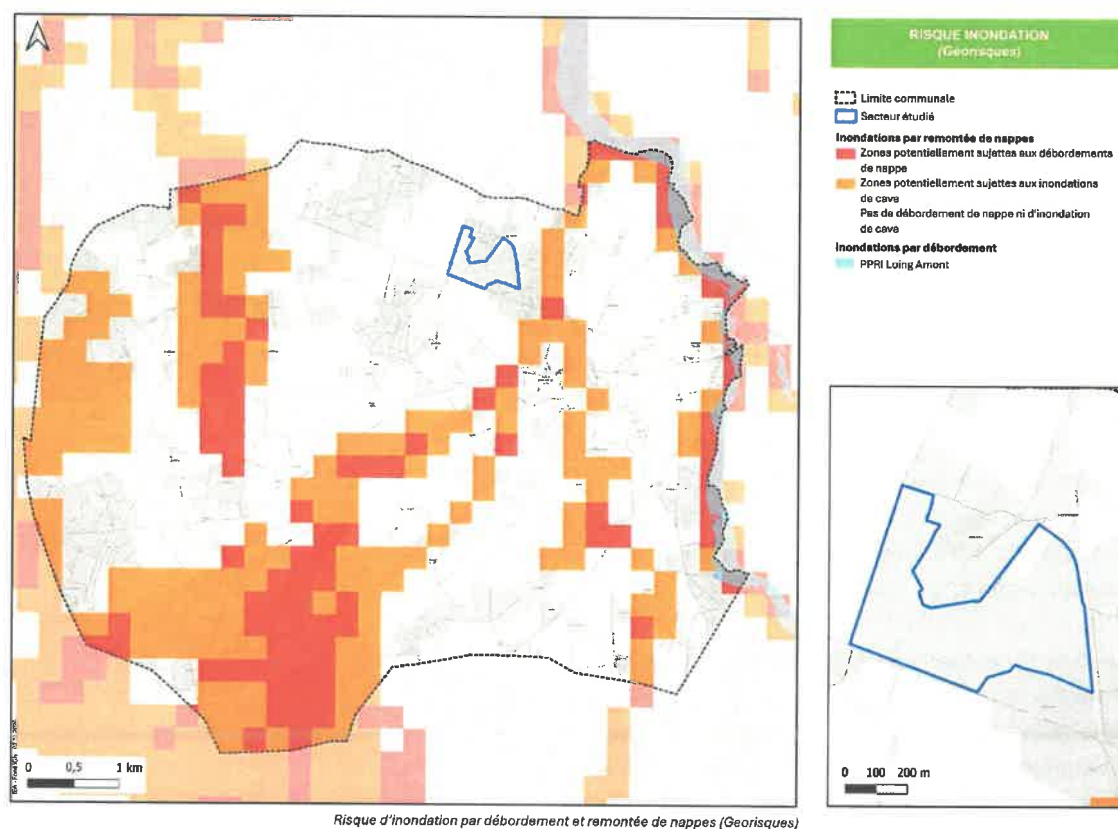 RISQUE INONDATION
(Géorisques)
Limite communale
Secteur étudié
Inondations par remontée de nappes
Zones potentiellement sujettes aux débordements
de nappe
Zones potentiellement sujettes aux inondations
de cave
Pas de débordement de nappe ni d'inondation
de cave
Inondations par débordement
PPRI Loing Amont
0 0,5 1 km
0 100 200 m
Risque d'inondation par débordement et remontée de nappes (Georisques)